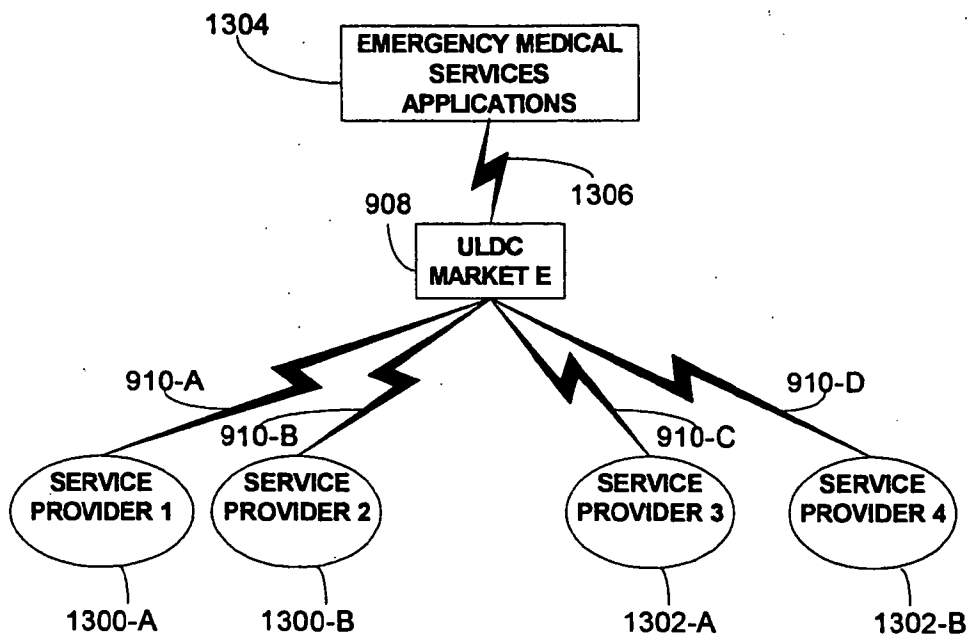 1304
EMERGENCY MEDICAL
SERVICES
APPLICATIONS
1306
908
ULDC
MARKET E
910-A
910-B
910-C
910-D
SERVICE
PROVIDER 1
SERVICE
PROVIDER 2
SERVICE
PROVIDER 3
SERVICE
PROVIDER 4
1300-A
1300-B
1302-A
1302-B